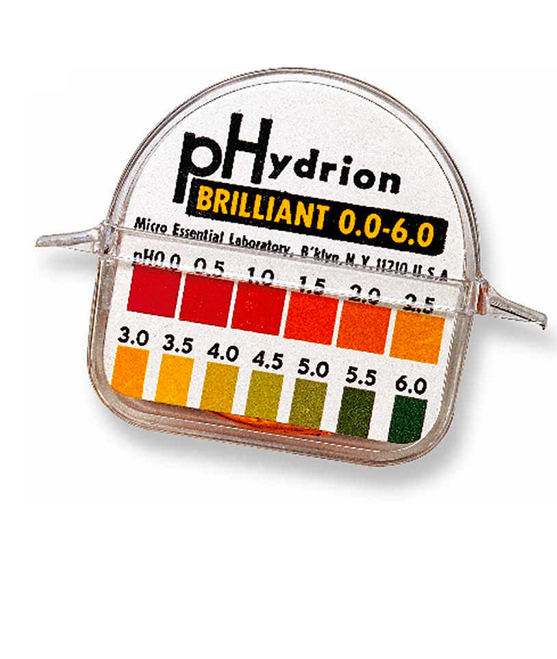 pHydrion
BRILLIANT 0.0-6.0
Micro Essential Laboratory, B'klyn, N.Y. 11210 U.S.A
pH0.0 0.5 1.0 1.5 2.0 2.5
3.0 3.5 4.0 4.5 5.0 5.5 6.0